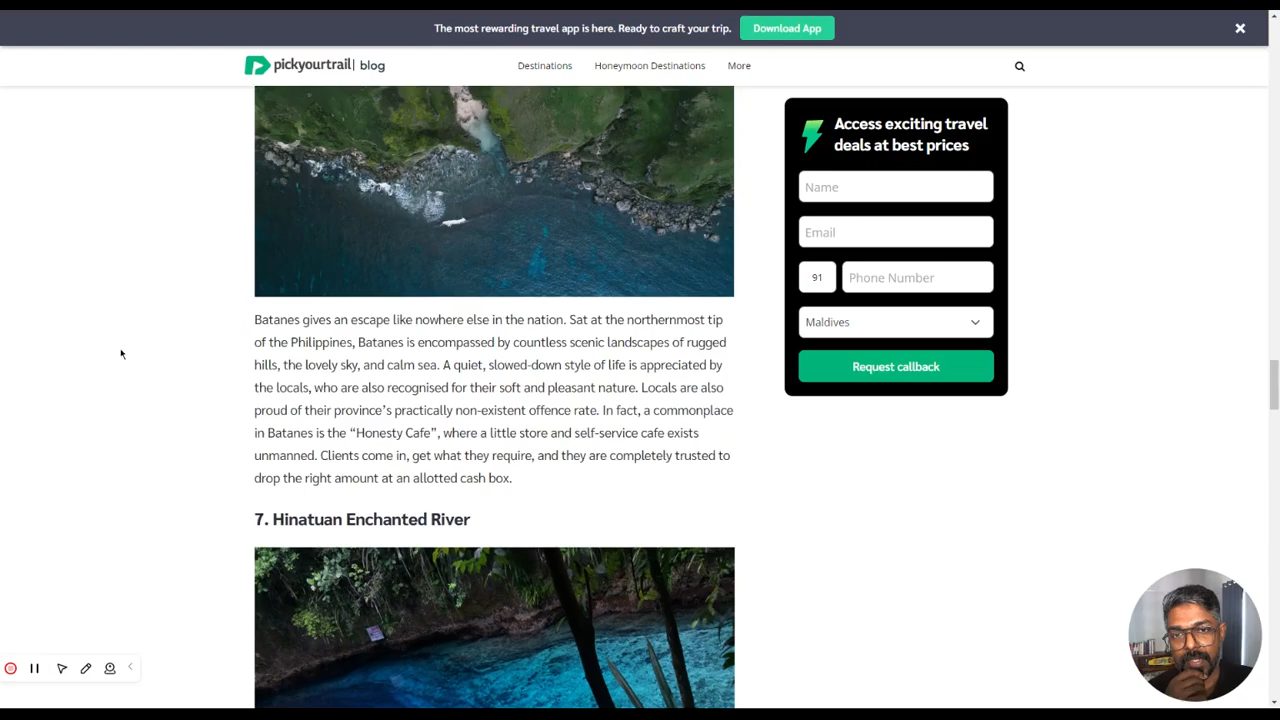 The most rewarding travel app is here. Ready to craft your trip.
Download App
pickyourtrail | blog
Destinations
Honeymoon Destinations
More
Access exciting travel
deals at best prices
Name
Email
91
Phone Number
Maldives
Request callback
Batanes gives an escape like nowhere else in the nation. Sat at the northernmost tip
of the Philippines, Batanes is encompassed by countless scenic landscapes of rugged
hills, the lovely sky, and calm sea. A quiet, slowed-down style of life is appreciated by
the locals, who are also recognised for their soft and pleasant nature. Locals are also
proud of their province’s practically non-existent offence rate. In fact, a commonplace
in Batanes is the “Honesty Cafe”, where a little store and self-service cafe exists
unmanned. Clients come in, get what they require, and they are completely trusted to
drop the right amount at an allotted cash box.
7. Hinatuan Enchanted River